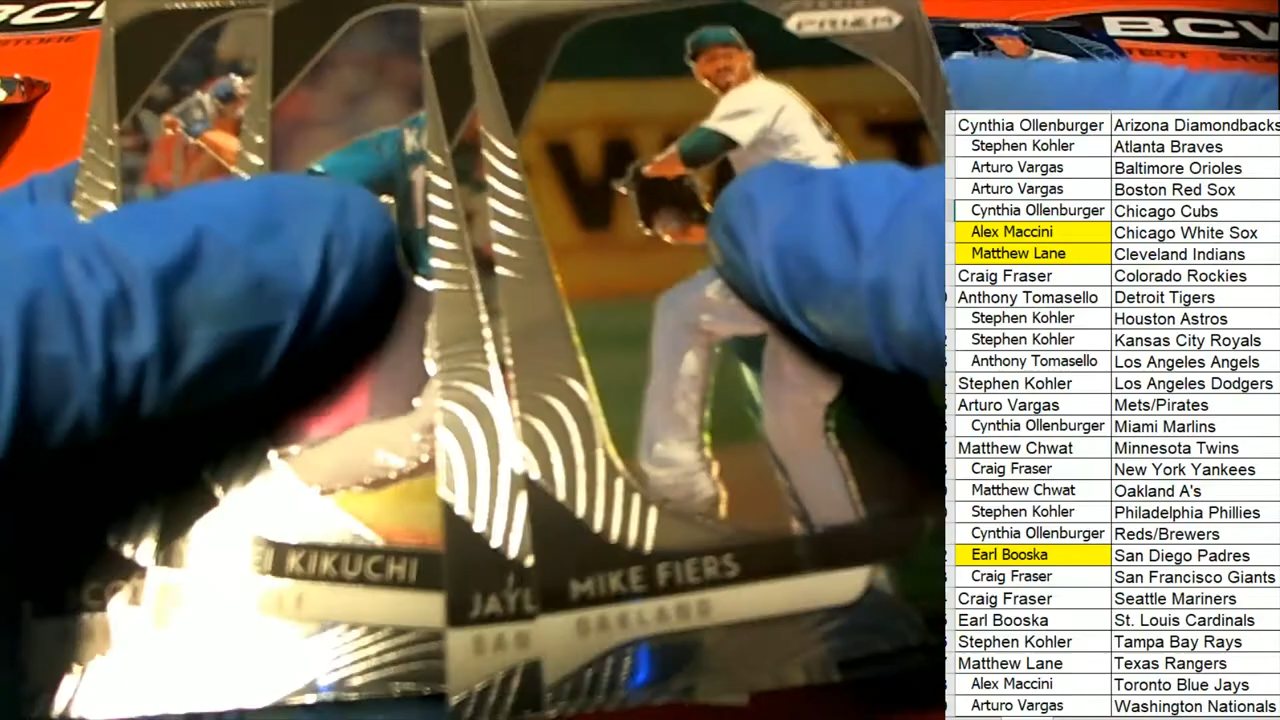 PRIZM
BCW
STORE
TECT STOR
W
KIKUCHI
JAYL
MIKE FIERS
SAN
OAKLAND
Cynthia Ollenburger Arizona Diamondbacks
Stephen Kohler Atlanta Braves
Arturo Vargas Baltimore Orioles
Arturo Vargas Boston Red Sox
Cynthia Ollenburger Chicago Cubs
Alex Maccini Chicago White Sox
Matthew Lane Cleveland Indians
Craig Fraser Colorado Rockies
Anthony Tomasello Detroit Tigers
Stephen Kohler Houston Astros
Stephen Kohler Kansas City Royals
Anthony Tomasello Los Angeles Angels
Stephen Kohler Los Angeles Dodgers
Arturo Vargas Mets/Pirates
Cynthia Ollenburger Miami Marlins
Matthew Chwat Minnesota Twins
Craig Fraser New York Yankees
Matthew Chwat Oakland A's
Stephen Kohler Philadelphia Phillies
Cynthia Ollenburger Reds/Brewers
Earl Booska San Diego Padres
Craig Fraser San Francisco Giants
Craig Fraser Seattle Mariners
Earl Booska St. Louis Cardinals
Stephen Kohler Tampa Bay Rays
Matthew Lane Texas Rangers
Alex Maccini Toronto Blue Jays
Arturo Vargas Washington Nationals